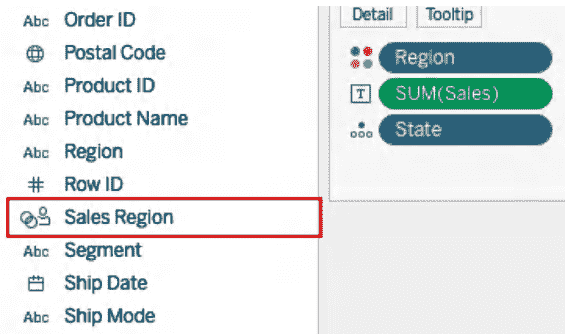 Abc Order ID
Postal Code
Abc Product ID
Abc Product Name
Abc Region
# Row ID
Sales Region
Abc Segment
Ship Date
Abc Ship Mode
Detail Tooltip
Region
T SUM(Sales)
State